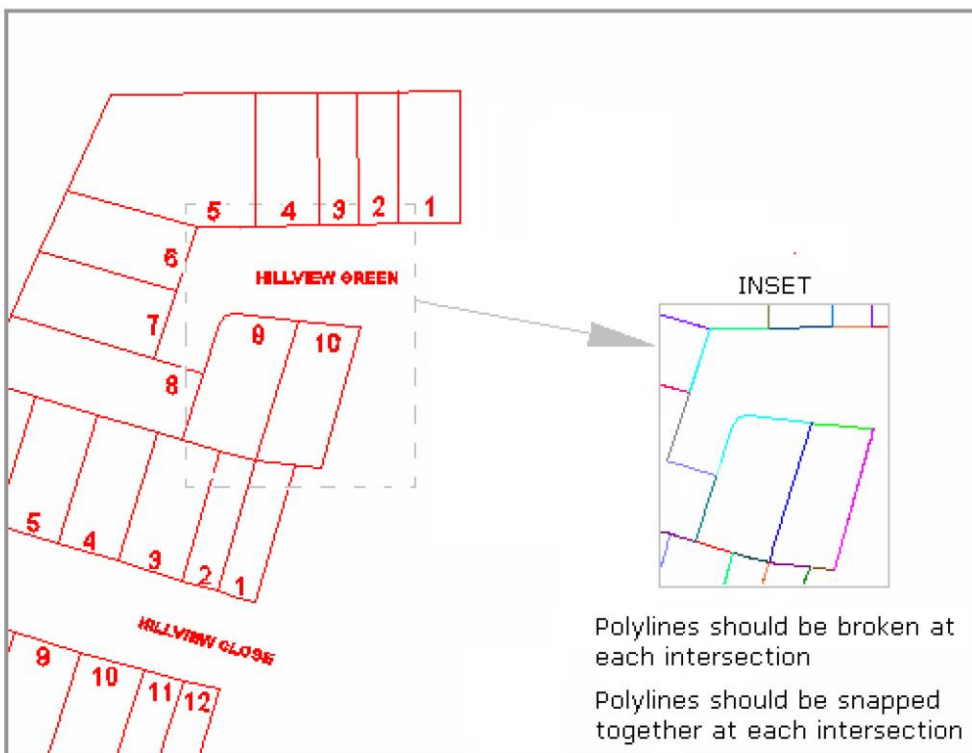 5 4 3 2 1
6
HILLVIEW GREEN
INSET
7
9 10
8
5 4 3 2 1
HILLVIEW CLOSE
9 10 11 12
Polylines should be broken at
each intersection
Polylines should be snapped
together at each intersection